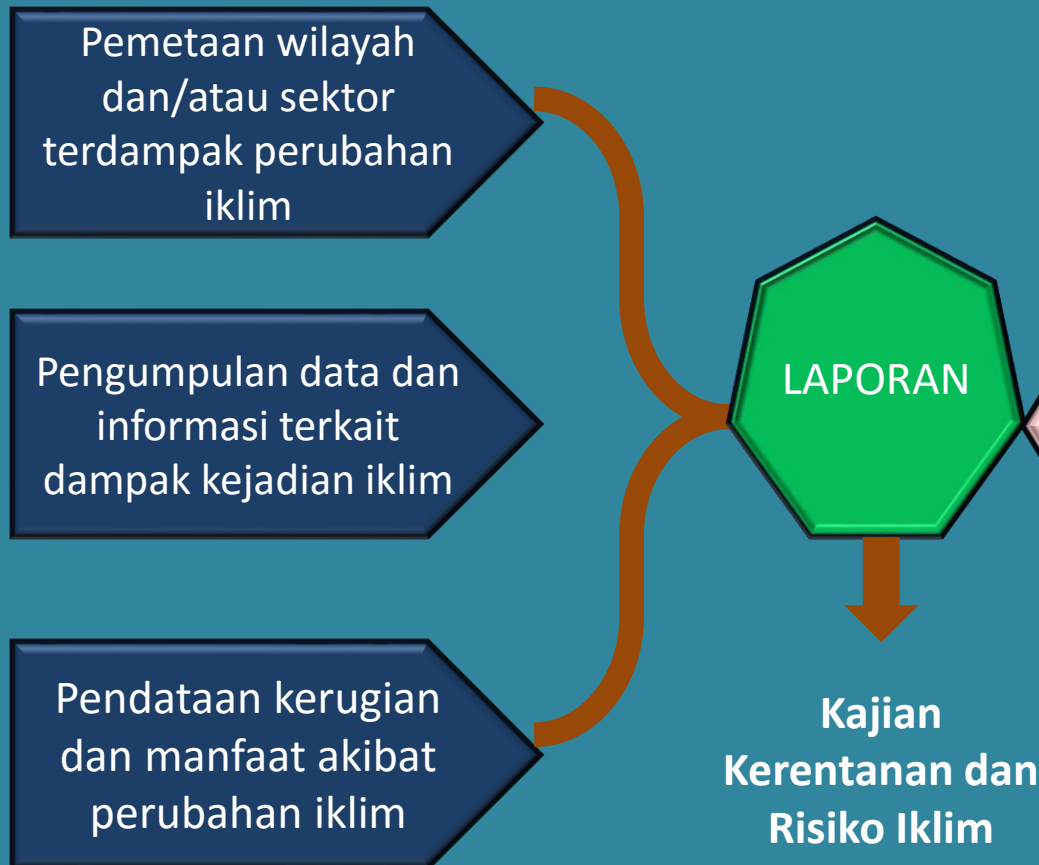 Pemetaan wilayah
dan/atau sektor
terdampak perubahan
iklim
Pengumpulan data dan
informasi terkait
dampak kejadian iklim
Pendataan kerugian
dan manfaat akibat
perubahan iklim
LAPORAN
Kajian
Kerentanan dan
Risiko Iklim